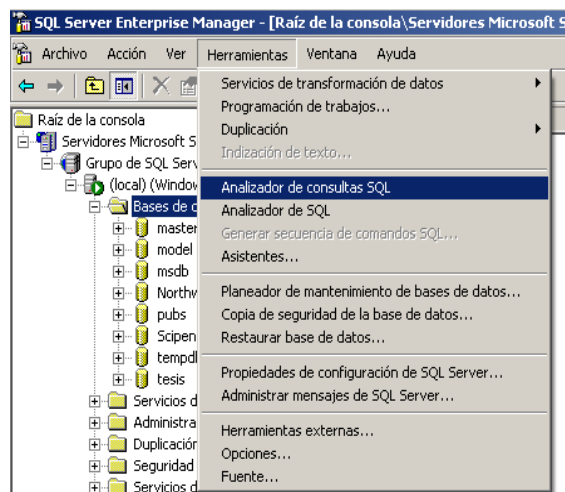 SQL Server Enterprise Manager - [Raíz de la consola\Servidores Microsoft S
Archivo Acción Ver Herramientas Ventana Ayuda
Servicios de transformación de datos
Programación de trabajos...
Duplicación
Indización de texto...
Analizador de consultas SQL
Analizador de SQL
Generar secuencia de comandos SQL...
Asistentes...
Planeador de mantenimiento de bases de datos...
Copia de seguridad de la base de datos...
Restaurar base de datos...
Propiedades de configuración de SQL Server...
Administrar mensajes de SQL Server...
Herramientas externas...
Opciones...
Fuente...
Raíz de la consola
Servidores Microsoft S
Grupo de SQL Serv
(local) (Window
Bases de d
master
model
msdb
Northw
pubs
Scipen
tempdb
tesis
Servicios d
Administra
Duplicación
Seguridad
Servicios d